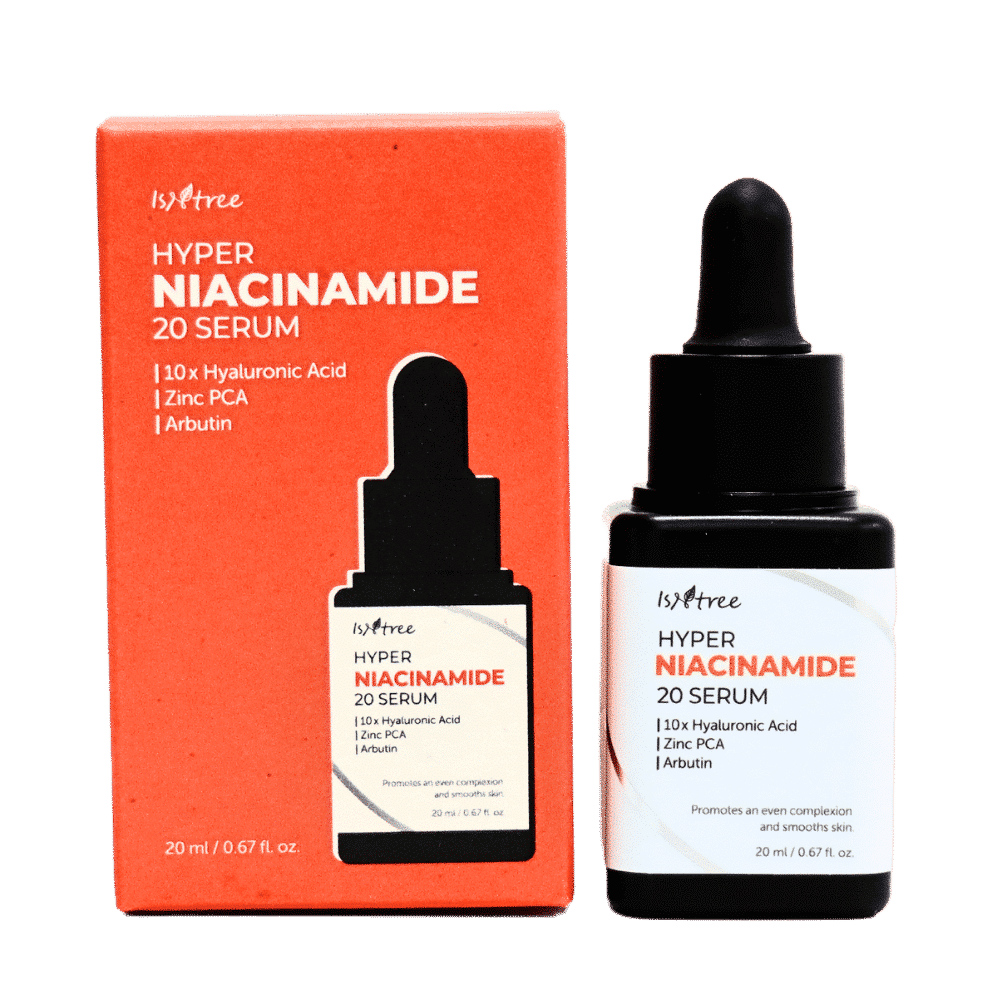 Isntree
HYPER
NIACINAMIDE
20 SERUM
| 10x Hyaluronic Acid
| Zinc PCA
| Arbutin
Isntree
HYPER
NIACINAMIDE
20 SERUM
| 10x Hyaluronic Acid
| Zinc PCA
| Arbutin
Promotes an even complexion
and smooths skin.
20 ml / 0.67 fl. oz.
20 ml / 0.67 fl. oz.
Isntree
HYPER
NIACINAMIDE
20 SERUM
| 10x Hyaluronic Acid
| Zinc PCA
| Arbutin
Promotes an even complexion
and smooths skin.
20 ml / 0.67 fl. oz.